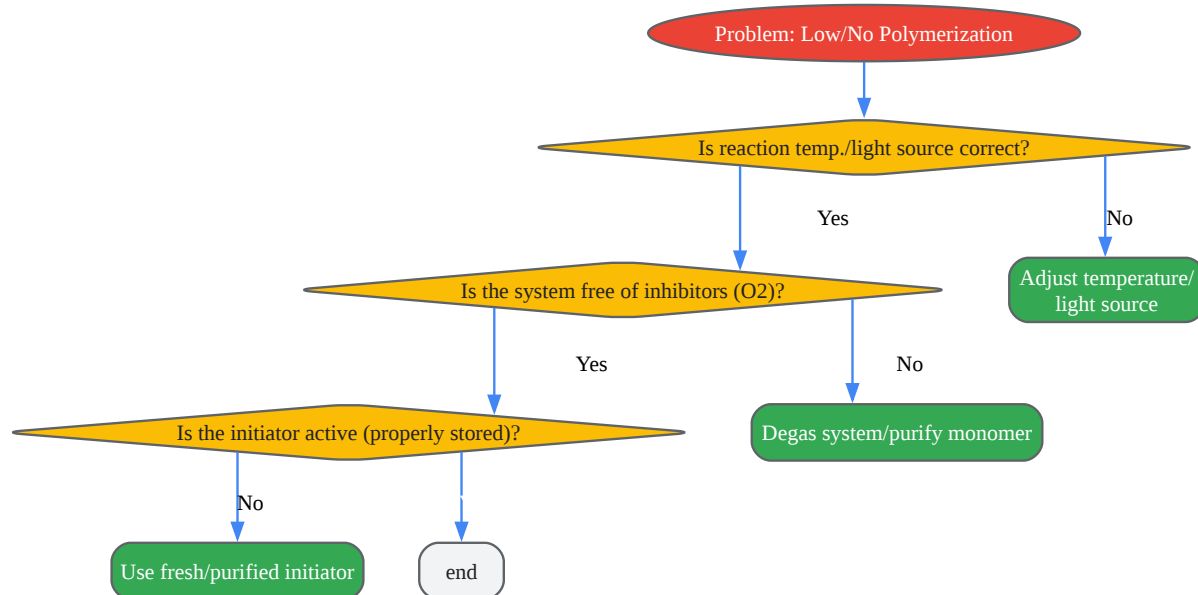 Problem: Low/No Polymerization
Is reaction temp./light source correct?
Yes
No
Adjust temperature/
light source
Is the system free of inhibitors (O2)?
Yes
No
Degas system/purify monomer
Is the initiator active (properly stored)?
No
Use fresh/purified initiator
end